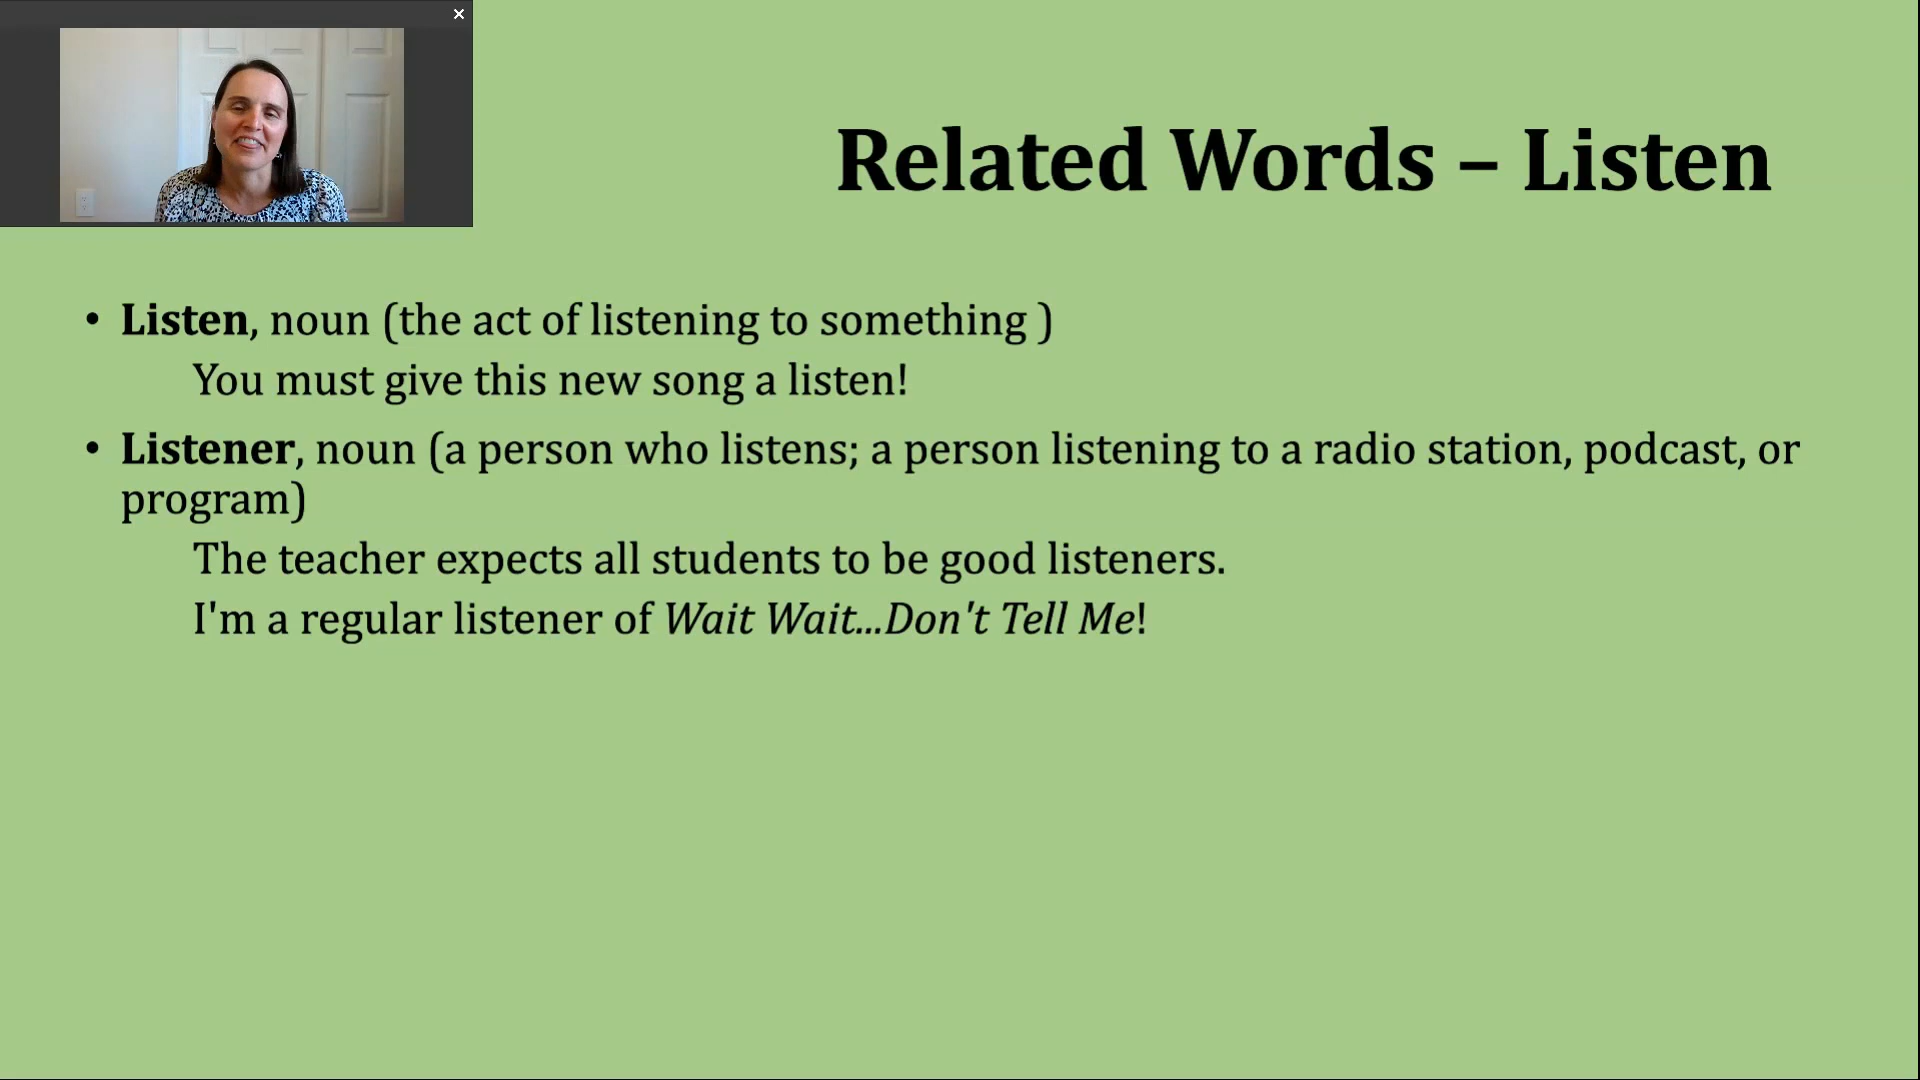 Related Words – Listen
• Listen, noun (the act of listening to something )
You must give this new song a listen!
• Listener, noun (a person who listens; a person listening to a radio station, podcast, or
program)
The teacher expects all students to be good listeners.
I'm a regular listener of Wait Wait...Don't Tell Me!